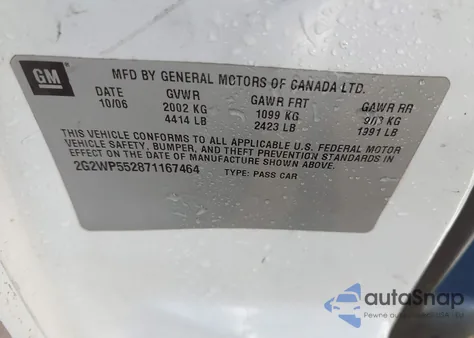 GM
MFD BY GENERAL MOTORS OF CANADA LTD.
DATE GVWR GAWR FRT GAWR RR
10/06 2002 KG 1099 KG KG
4414 LB 2423 LB 1991 LB
THIS VEHICLE CONFORMS TO ALL APPLICABLE U.S. FEDERAL MOTOR
VEHICLE SAFETY, BUMPER, AND THEFT PREVENTION STANDARDS IN
EFFECT ON THE DATE OF MANUFACTURE SHOWN ABOVE.
2G2WP552871167464 TYPE: PASS CAR
autoSnap